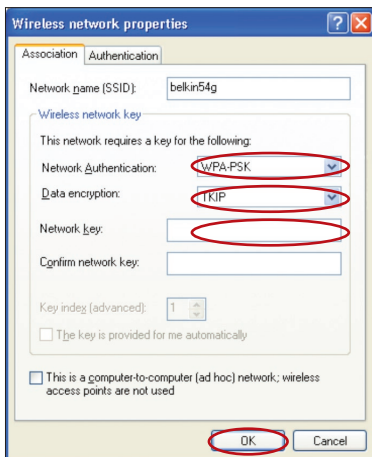 Wireless network properties
Association Authentication
Network name (SSID): belkin54g
Wireless network key
This network requires a key for the following:
Network Authentication: WPA-PSK
Data encryption: TKIP
Network key:
Confirm network key:
Key index (advanced): 1
The key is provided for me automatically
This is a computer-to-computer (ad hoc) network; wireless
access points are not used
OK Cancel